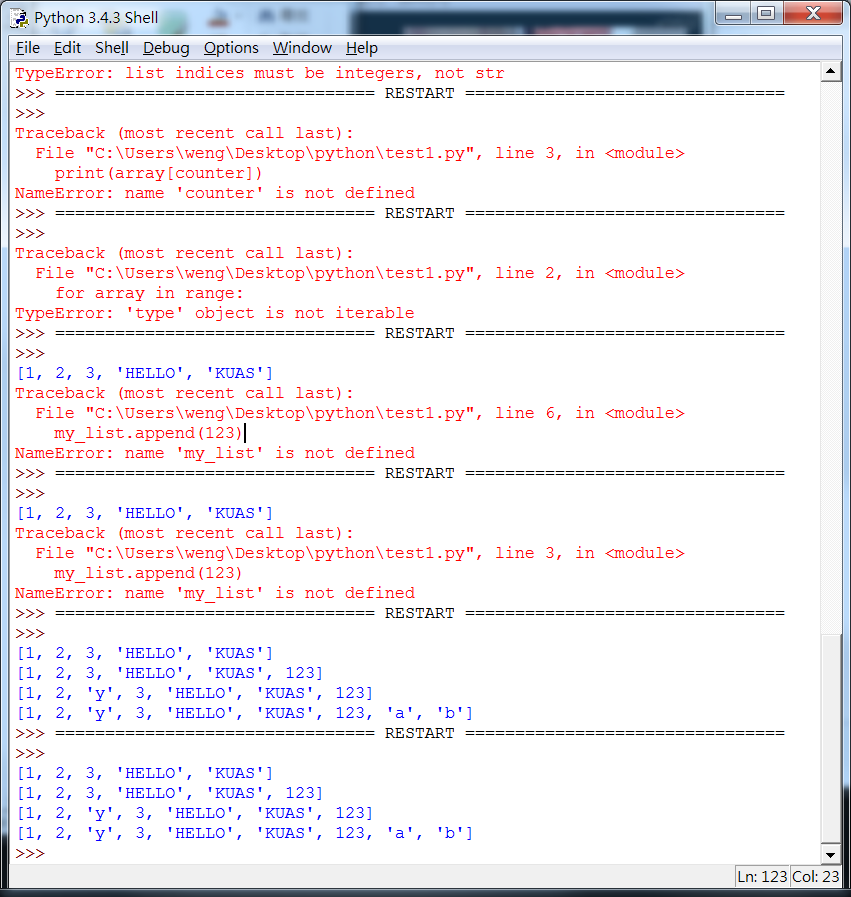 Python 3.4.3 Shell
File Edit Shell Debug Options Window Help
TypeError: list indices must be integers, not str
>>> ================================ RESTART ================================
>>>
Traceback (most recent call last):
  File "C:\Users\weng\Desktop\python\test1.py", line 3, in <module>
    print(array[counter])
NameError: name 'counter' is not defined
>>> ================================ RESTART ================================
>>>
Traceback (most recent call last):
  File "C:\Users\weng\Desktop\python\test1.py", line 2, in <module>
    for array in range:
TypeError: 'type' object is not iterable
>>> ================================ RESTART ================================
>>>
[1, 2, 3, 'HELLO', 'KUAS']
Traceback (most recent call last):
  File "C:\Users\weng\Desktop\python\test1.py", line 6, in <module>
    my_list.append(123)
NameError: name 'my_list' is not defined
>>> ================================ RESTART ================================
>>>
[1, 2, 3, 'HELLO', 'KUAS']
Traceback (most recent call last):
  File "C:\Users\weng\Desktop\python\test1.py", line 3, in <module>
    my_list.append(123)
NameError: name 'my_list' is not defined
>>> ================================ RESTART ================================
>>>
[1, 2, 3, 'HELLO', 'KUAS']
[1, 2, 3, 'HELLO', 'KUAS', 123]
[1, 2, 'y', 3, 'HELLO', 'KUAS', 123]
[1, 2, 'y', 3, 'HELLO', 'KUAS', 123, 'a', 'b']
>>> ================================ RESTART ================================
>>>
[1, 2, 3, 'HELLO', 'KUAS']
[1, 2, 3, 'HELLO', 'KUAS', 123]
[1, 2, 'y', 3, 'HELLO', 'KUAS', 123]
[1, 2, 'y', 3, 'HELLO', 'KUAS', 123, 'a', 'b']
>>>
Ln: 123 Col: 23